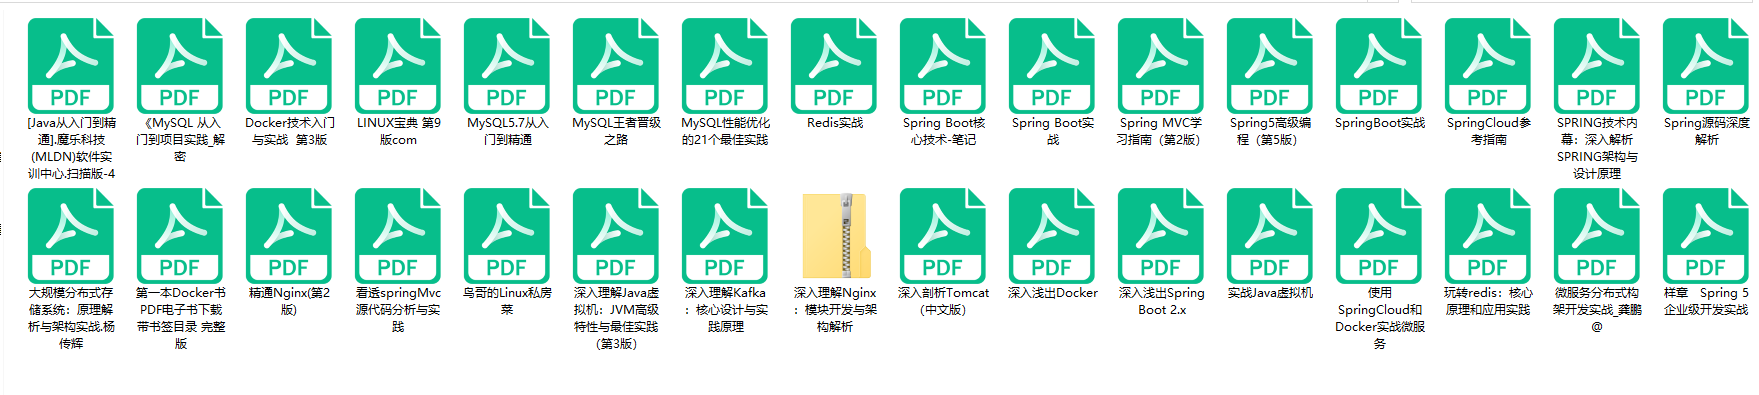 PDF
[Java从入门到精
通].魔乐科技
(MLDN)软件实
训中心.扫描版-4
PDF
《MySQL 从入
门到项目实践_解
密
PDF
Docker技术入门
与实战 第3版
PDF
LINUX宝典 第9
版com
PDF
MySQL5.7从入
门到精通
PDF
MySQL王者晋级
之路
PDF
MySQL性能优化
的21个最佳实践
PDF
Redis实战
PDF
Spring Boot核
心技术-笔记
PDF
Spring Boot实
战
PDF
Spring MVC学
习指南（第2版）
PDF
Spring5高级编
程（第5版）
PDF
SpringBoot实战
PDF
SpringCloud参
考指南
PDF
SPRING技术内
幕：深入解析
SPRING架构与
设计原理
PDF
Spring源码深度
解析
PDF
大规模分布式存
储系统：原理解
析与架构实战.杨
传辉
PDF
第一本Docker书
PDF电子书下载
带书签目录 完整
版
PDF
精通Nginx(第2
版)
PDF
看透springMvc
源代码分析与实
践
PDF
鸟哥的Linux私房
菜
PDF
深入理解Java虚
拟机：JVM高级
特性与最佳实践
（第3版）
PDF
深入理解Kafka
：核心设计与实
践原理
深入理解Nginx
：模块开发与架
构解析
PDF
深入剖析Tomcat
(中文版)
PDF
深入浅出Docker
PDF
深入浅出Spring
Boot 2.x
PDF
实战Java虚拟机
PDF
使用
SpringCloud和
Docker实战微服
务
PDF
玩转redis：核心
原理和应用实践
PDF
微服务分布式构
架开发实战_龚鹏
@
PDF
样章 Spring 5
企业级开发实战